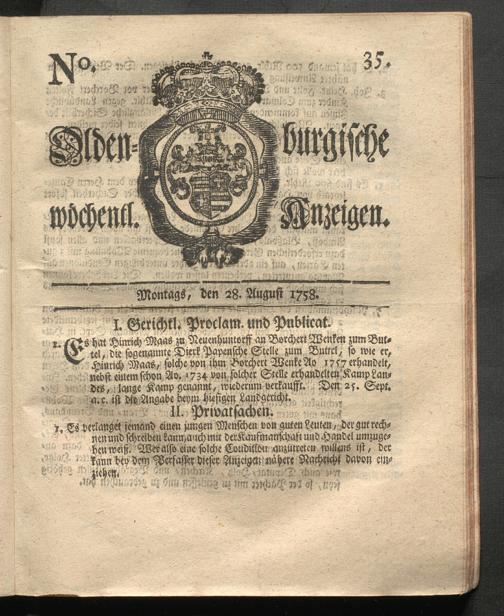 No. 35.
Olden= burgische
wöchentl. Anzeigen.
Montags, den 28. August 1758.
I. Gerichtl. Proclam. und Publicat.
1. Es hat Hinrich Maas zu Neuenhuntorff an Borchert Wenken zum But=
tel, die sogenannte Dierk Papensche Stelle zum Buttel, so wie er,
Hinrich Maas, solche von ihm Borchert Wenke Ao 1757 erhandelt,
nebst einem schon Ao. 1734 von solcher Stelle erhandelten Kamp Lan=
des, lange Kamp genannt, wiederum verkaufft. Den 25. Sept.
a. c. ist die Angabe beym hiesigen Landgericht.
II. Privatsachen.
1. Es verlanget jemand einen jungen Menschen von guten Leuten, der gut rech=
nen und schreiben kann, auch mit der Kaufmanschaft und Handel umzuge=
hen weiß. Wer also eine solche Condition anzutreten willens ist, der
kann bey dem Verfasser dieser Anzeigen nähere Nachricht davon ein=
ziehen.